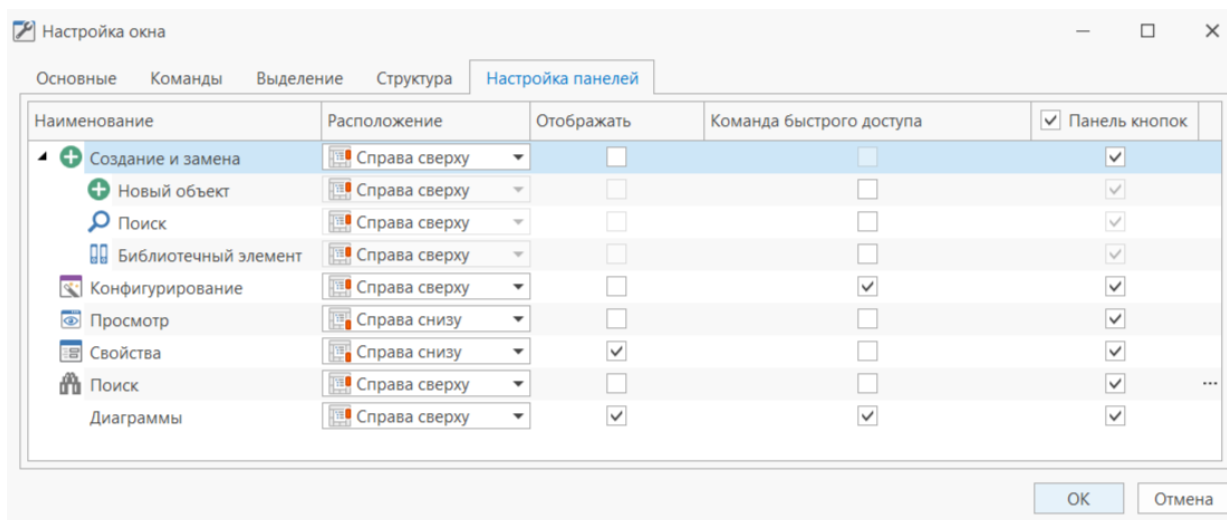 Настройка окна
Основные Команды Выделение Структура Настройка панелей
Наименование Расположение Отображать Команда быстрого доступа Панель кнопок
Создание и замена Справа сверху
Новый объект Справа сверху
Поиск Справа сверху
Библиотечный элемент Справа сверху
Конфигурирование Справа сверху
Просмотр Справа снизу
Свойства Справа снизу
Поиск Справа сверху ...
Диаграммы Справа сверху
ОК Отмена